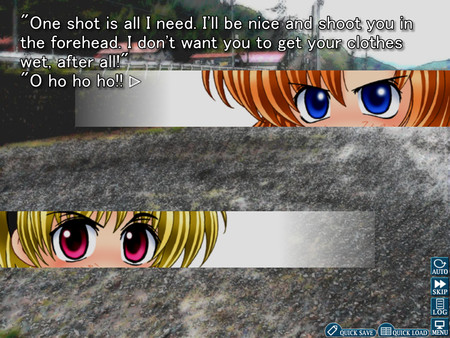 "One shot is all I need. I'll be nice and shoot you in
the forehead. I don't want you to get your clothes
wet, after all!"
"O ho ho ho!!
AUTO
SKIP
LOG
QUICK SAVE
QUICK LOAD
MENU